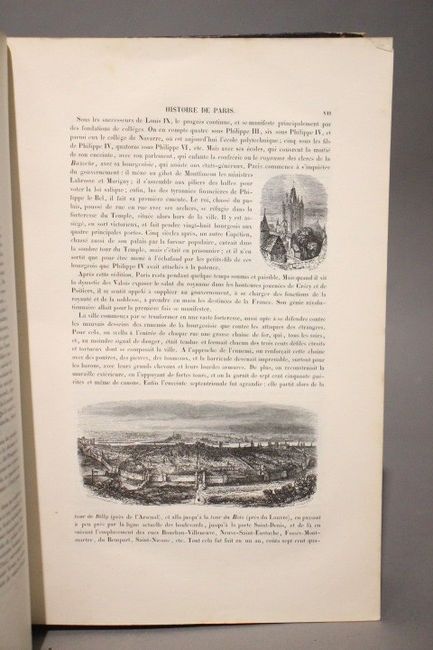 HISTOIRE DE PARIS.
VII
Sous les successeurs de Louis IX, le progrès continue, et se manifeste principalement par
des fondations de colléges. On en compte quatre sous Philippe III, six sous Philippe IV, et
parmi eux le collége de Navarre, où est aujourd'hui l'école polytechnique; cinq sous les fils
de Philippe IV, quatorze sous Philippe VI, etc. Mais avec ses écoles, qui couvrent la moitié
de son enceinte, avec son parlement, qui enfante la confrérie ou le royaume des clercs de la
Bazoche, avec sa bourgeoisie, qui assiste aux états-généraux, Paris commence à s'inquiéter
du gouvernement: il mène au gibet de Montfaucon les ministres
Labrosse et Marigny; il s'assemble aux piliers des halles pour
voter la loi salique; enfin, las des tyrannies financières de Phi-
lippe le-Bel, il fait sa première émeute. Le roi, chassé du pa-
lais, poussé de rue en rue avec ses archers, se réfugie dans la
forteresse du Temple, située alors hors de la ville. Il y est as-
siégé, en sort victorieux, et fait pendre vingt-huit bourgeois aux
quatre principales portes. Cinq siècles après, un autre Capétien,
chassé aussi de son palais par la fureur populaire, entrait dans
la sombre tour du Temple, mais c'était en prisonnier; et il n'en
sortit que pour être mené à l'échafaud par les petits-fils de ces
bourgeois que Philippe IV avait attachés à la potence.
Après cette sédition, Paris resta pendant quelque temps soumis et paisible. Mais quand il vit
la dynastie des Valois exposer le salut du royaume dans les honteuses journées de Crécy et de
Poitiers, il se sentit appelé à suppléer au gouvernement, à se charger des fonctions de la
royauté et de la noblesse, à prendre en main les destinées de la France. Son génie révolu-
tionnaire allait pour la première fois se manifester.
La ville commença par se transformer en une vaste forteresse, aussi apte à se défendre contre
les mauvais desseins des ennemis de la bourgeoisie que contre les attaques des étrangers.
Pour cela, on scella à l'entrée de chaque rue une grosse chaîne de fer, qui, tous les soirs,
et, au moindre signal de danger, était tendue et fermait chacun des trois cents défilés étroits
et tortueux dont se composait la ville. A l'approche de l'ennemi, on renforçait cette chaîne
avec des poutres, des pierres, des tonneaux, et la barricade devenait imprenable, surtout pour
les barons, avec leurs grands chevaux et leurs lourdes armures. De plus, on reconstruisit la
muraille extérieure, en l'appuyant de fortes tours, et on la garnit de sept cent cinquante gué-
rites et même de canons. Enfin l'enceinte septentrionale fut agrandie; elle partit alors de la
tour de Billy (près de l'Arsenal), et alla jusqu'à la tour du Bois (près du Louvre), en passant
à peu près par la ligne actuelle des boulevards, jusqu'à la porte Saint-Denis, et de là en
suivant l'emplacement des rues Bourbon-Villeneuve, Neuve-Saint-Eustache, Fossés-Mont-
martre, du Rempart, Saint-Nicaise, etc. Tout cela fut fait en un an, coûta sept cent qua-